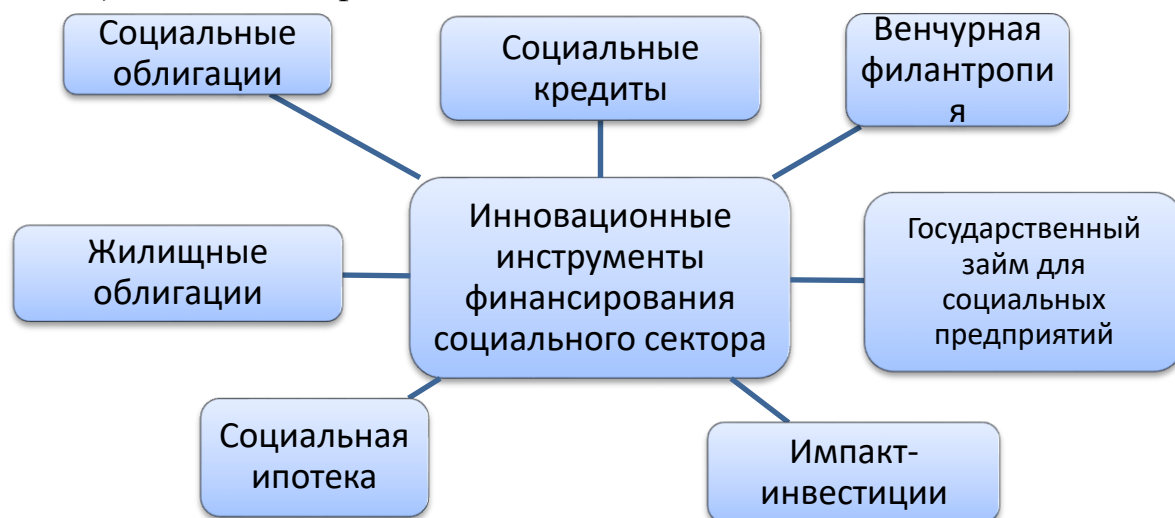 Социальные
облигации
Социальные
кредиты
Венчурная
филантропи
я
Жилищные
облигации
Инновационные
инструменты
финансирования
социального сектора
Государственный
займ для
социальных
предприятий
Социальная
ипотека
Импакт-
инвестиции